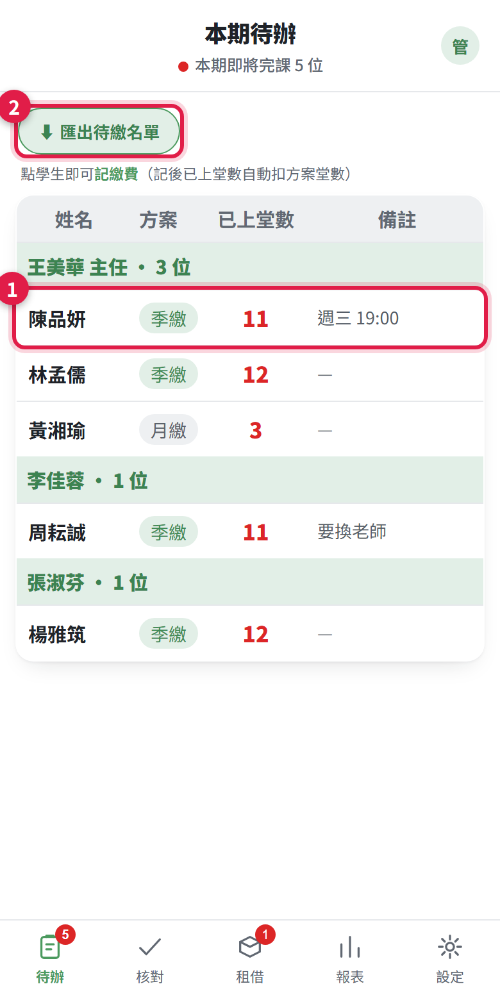 本期待辦
管
本期即將完課 5 位
2
⬇ 匯出待繳名單
點學生即可記繳費（記後已上堂數自動扣方案堂數）
姓名 方案 已上堂數 備註
王美華 主任 • 3 位
1
陳品妍 季繳 11 週三 19:00
林孟儒 季繳 12 —
黃湘瑜 月繳 3 —
李佳蓉 • 1 位
周耘誠 季繳 11 要換老師
張淑芬 • 1 位
楊雅筑 季繳 12 —
5 1
待辦 核對 租借 報表 設定